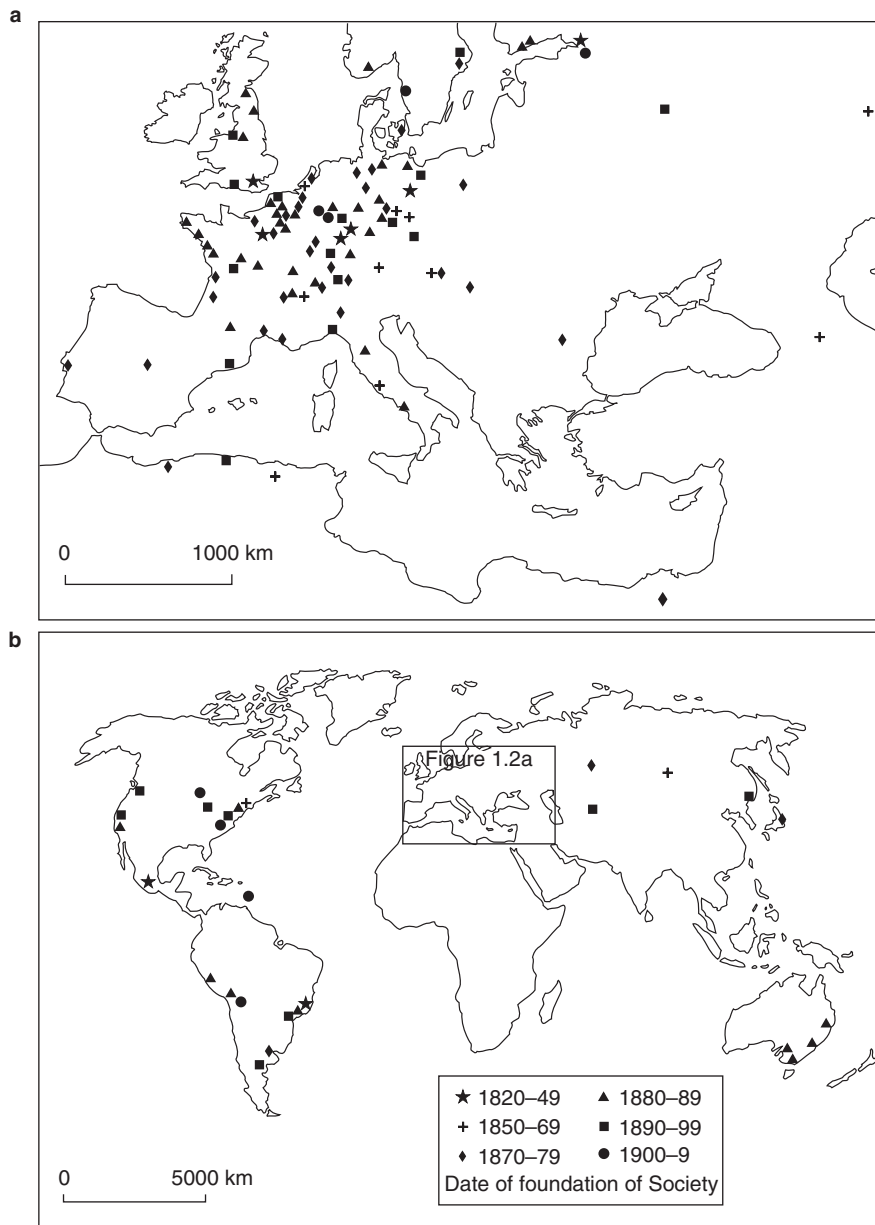 a
0 1000 km
b
Figure 1.2a
1820–49 1880–89
1850–69 1890–99
1870–79 1900–9
Date of foundation of Society
0 5000 km